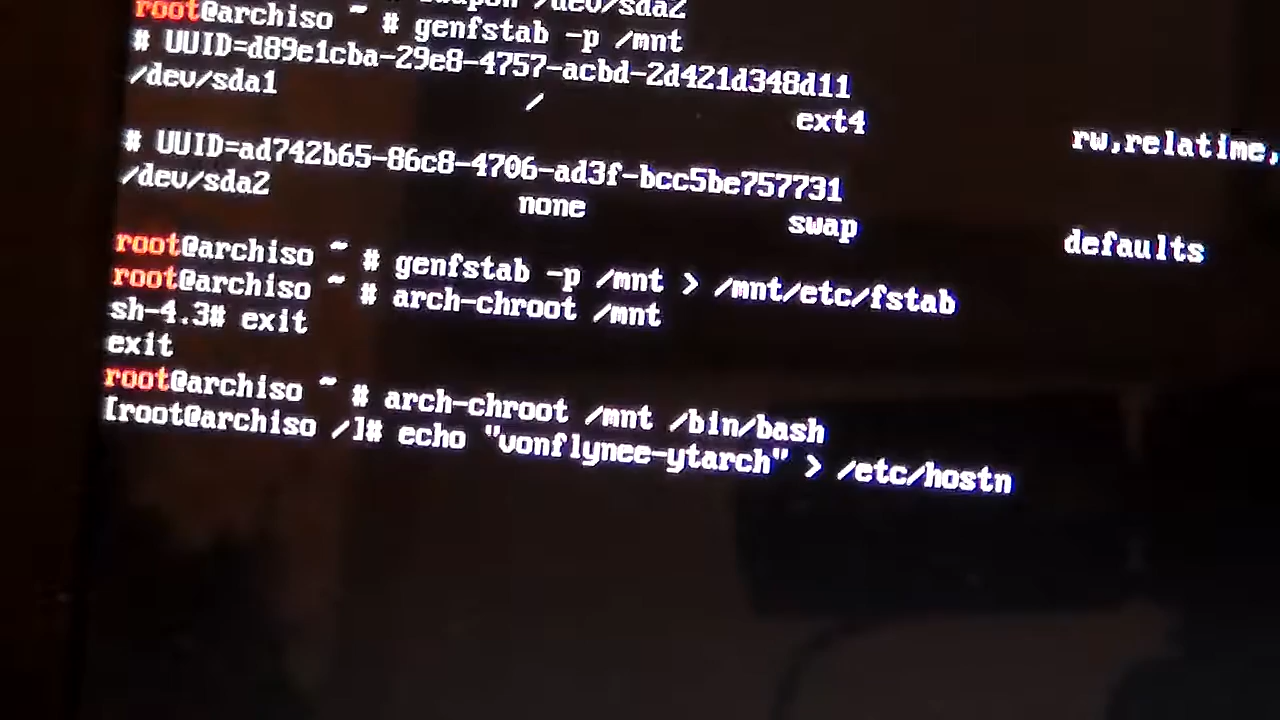 # swapon /dev/sda2
root@archiso ~ # genfstab -p /mnt
# UUID=d89e1cba-29e8-4757-acbd-2d421d348d11
/dev/sda1 / ext4 rw,relatime,
# UUID=ad742b65-86c8-4706-ad3f-bcc5be757731
/dev/sda2 none swap defaults
root@archiso ~ # genfstab -p /mnt > /mnt/etc/fstab
root@archiso ~ # arch-chroot /mnt
sh-4.3# exit
exit
root@archiso ~ # arch-chroot /mnt /bin/bash
[root@archiso /]# echo "vonflynee-ytarch" > /etc/hostn